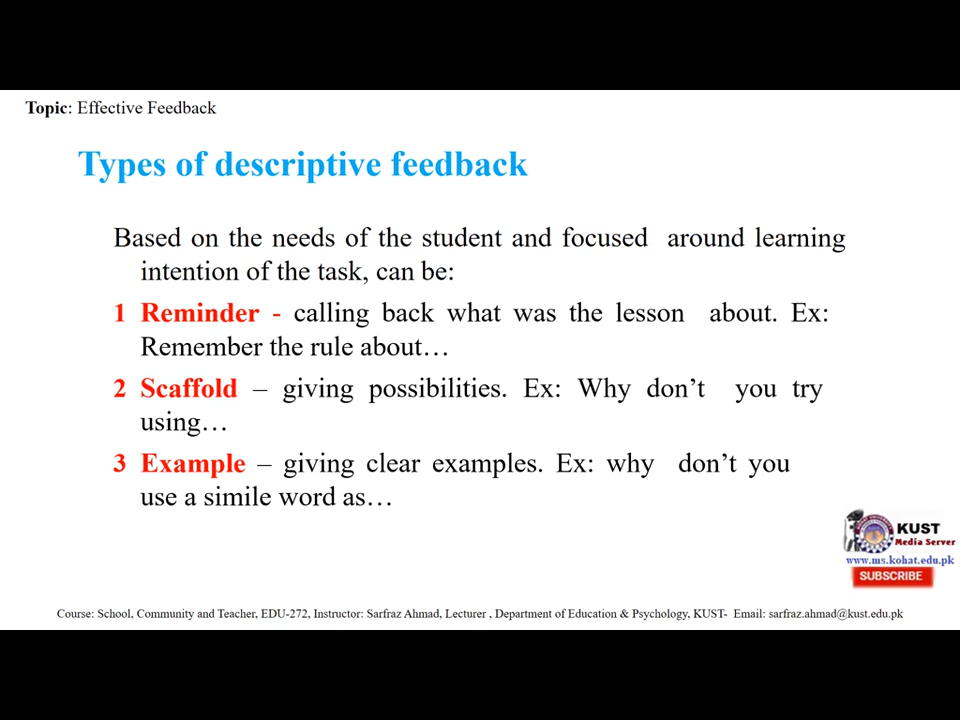 Topic: Effective Feedback
Types of descriptive feedback
Based on the needs of the student and focused around learning
intention of the task, can be:
1 Reminder - calling back what was the lesson about. Ex:
Remember the rule about…
2 Scaffold – giving possibilities. Ex: Why don’t you try
using…
3 Example – giving clear examples. Ex: why don’t you
use a simile word as…
KUST
Media Server
www.ms.kohat.edu.pk
SUBSCRIBE
Course: School, Community and Teacher, EDU-272, Instructor: Sarfraz Ahmad, Lecturer , Department of Education & Psychology, KUST- Email: sarfraz.ahmad@kust.edu.pk